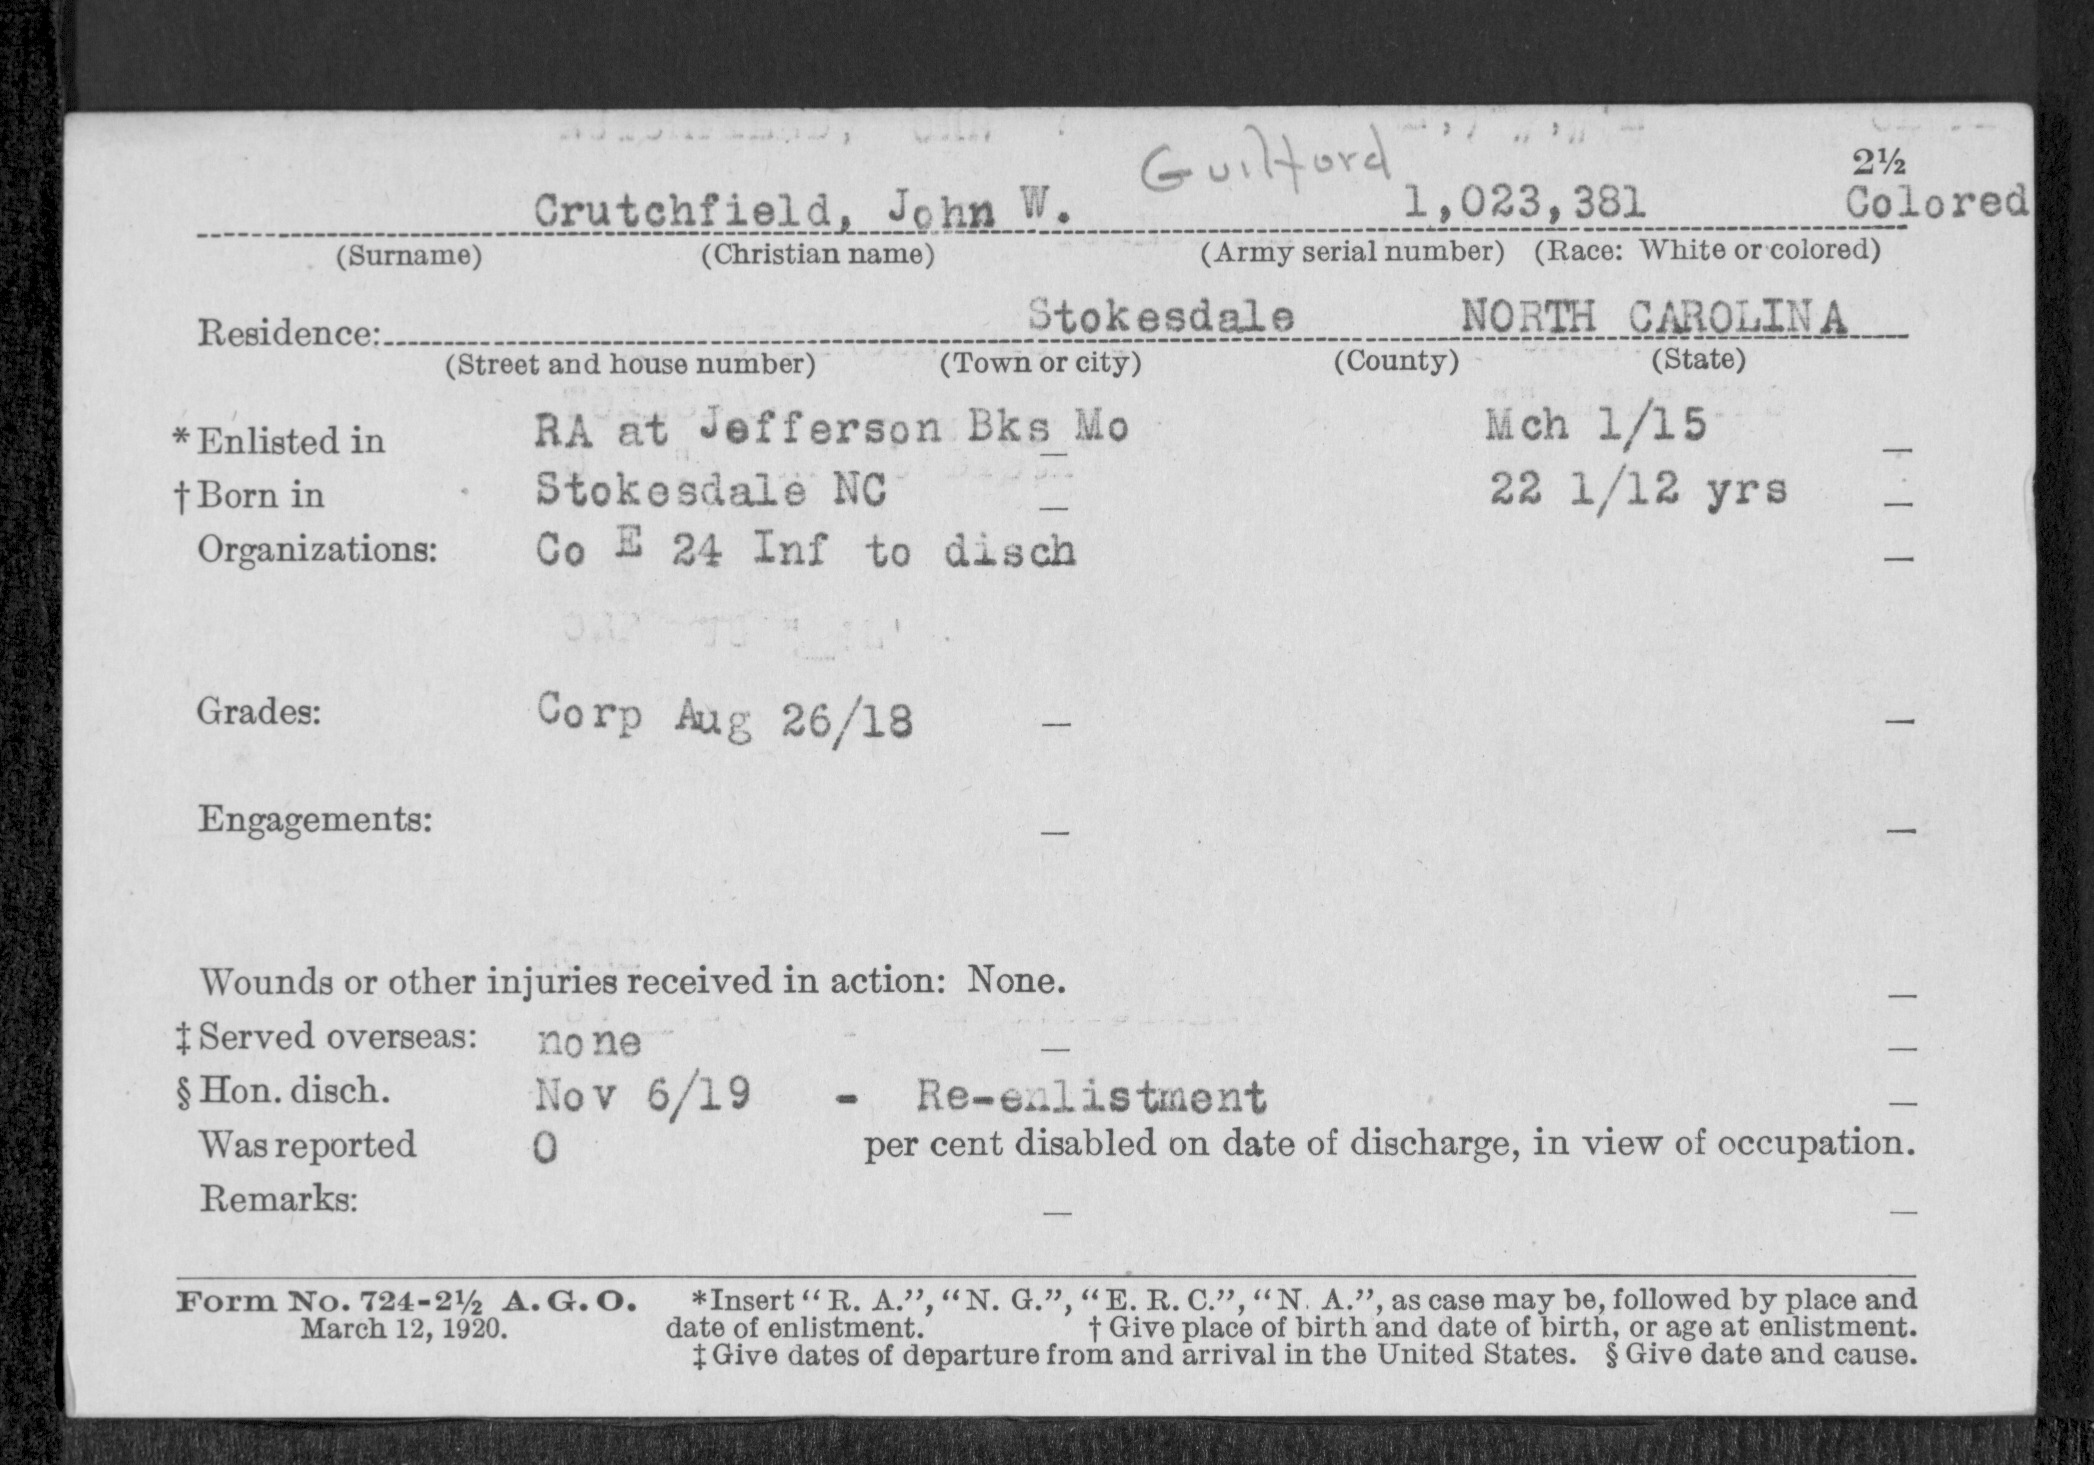 Guilford
2½
Crutchfield, John W. 1,023,381 Colored
(Surname) (Christian name) (Army serial number) (Race: White or colored)
Residence: Stokesdale NORTH CAROLINA
(Street and house number) (Town or city) (County) (State)
*Enlisted in RA at Jefferson Bks Mo Mch 1/15
†Born in Stokesdale NC 22 1/12 yrs
Organizations: Co E 24 Inf to disch
Grades: Corp Aug 26/18
Engagements:
Wounds or other injuries received in action: None.
‡Served overseas: none
§Hon. disch. Nov 6/19 - Re-enlistment
Was reported 0 per cent disabled on date of discharge, in view of occupation.
Remarks:
Form No. 724-2½ A.G.O. *Insert "R. A.", "N. G.", "E. R. C.", "N. A.", as case may be, followed by place and
March 12, 1920. date of enlistment. †Give place of birth and date of birth, or age at enlistment.
‡Give dates of departure from and arrival in the United States. §Give date and cause.